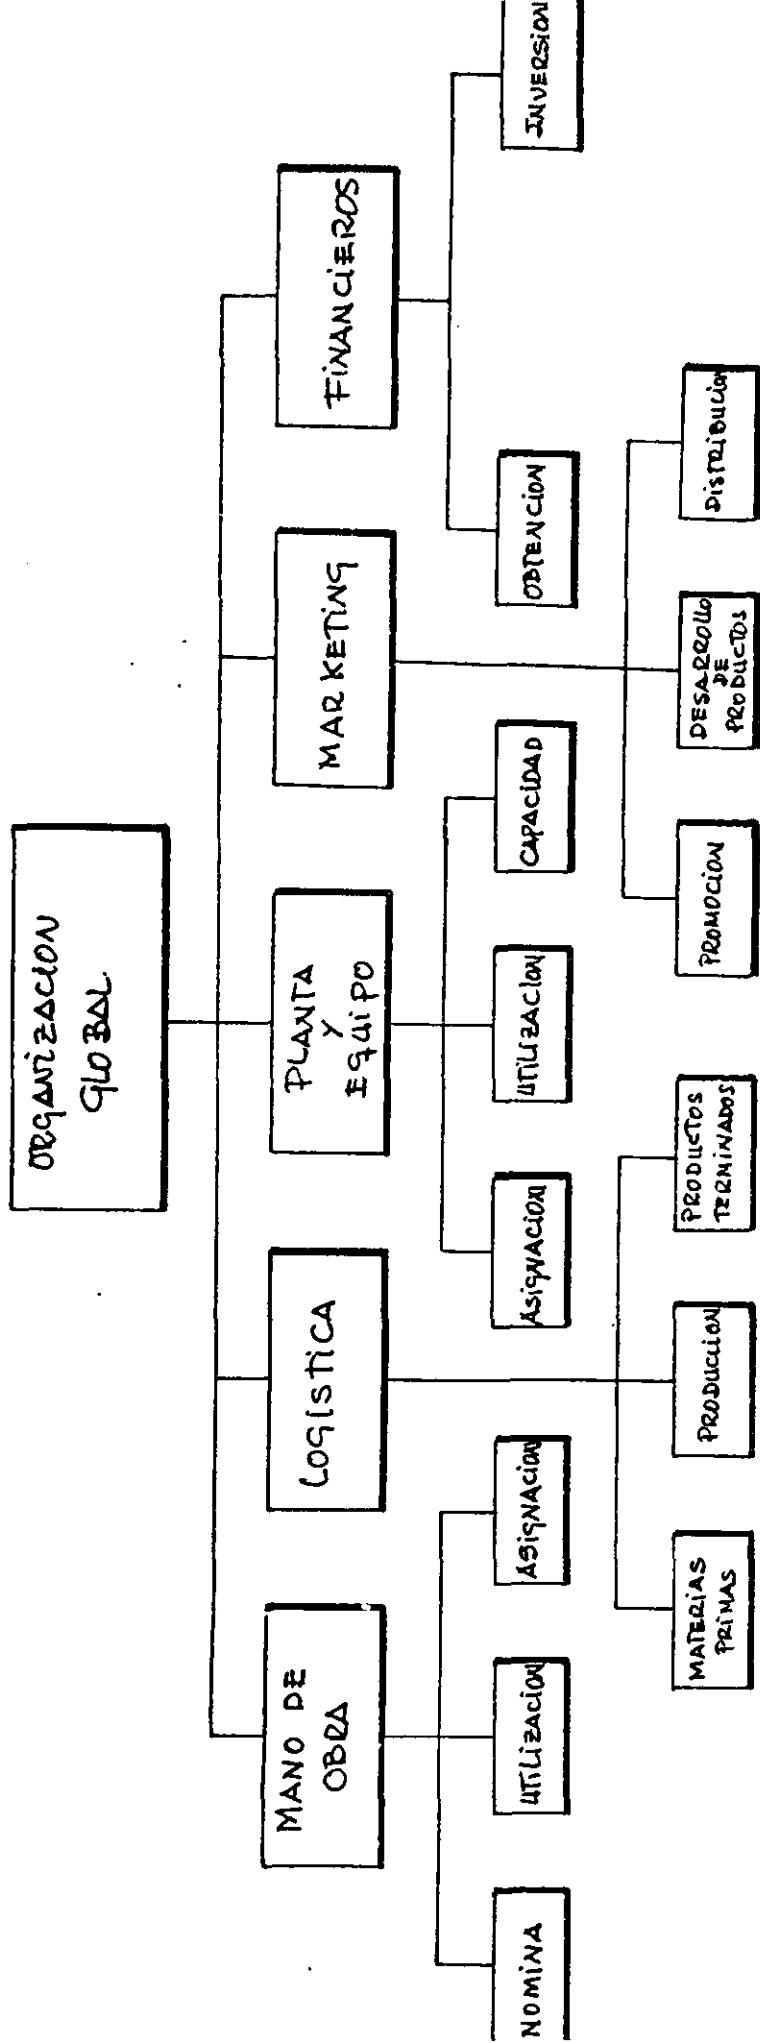 ORGANIZACION
GLOBAL.
MANO DE
OBRA
LOGISTICA
PLANTA
Y
EQUIPO
MARKETING
FINANCIEROS
NOMINA
UTILIZACION
ASIGNACION
ASIGNACION
UTILIZACION
CAPACIDAD
OBTENCION
INVERSION
MATERIAS
PRIMAS
PRODUCCION
PRODUCTOS
TERMINADOS
PROMOCION
DESARROLLO
DE
PRODUCTOS
DISTRIBUCION